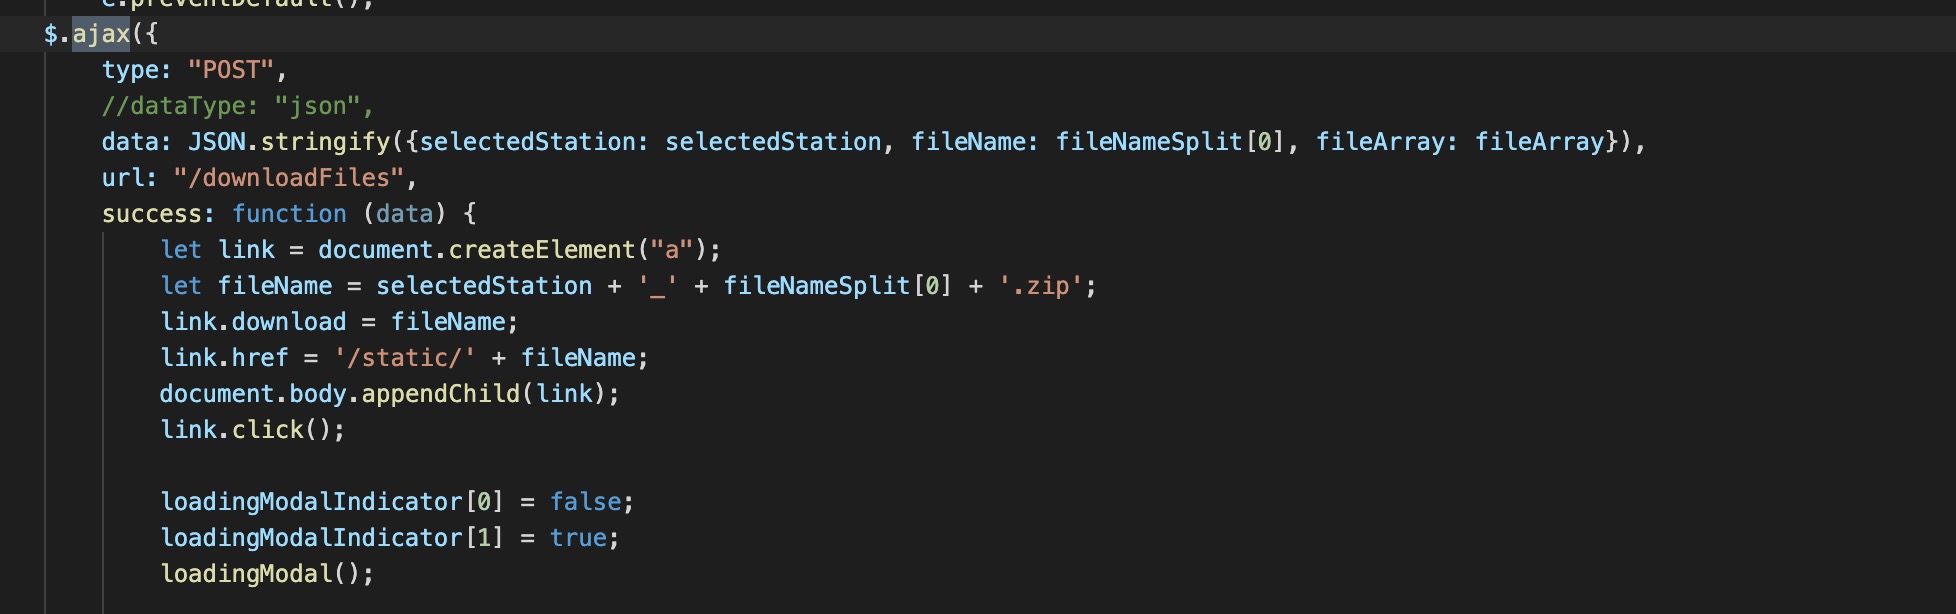 e.preventDefault();
$.ajax({
type: "POST",
//dataType: "json",
data: JSON.stringify({selectedStation: selectedStation, fileName: fileNameSplit[0], fileArray: fileArray}),
url: "/downloadFiles",
success: function (data) {
let link = document.createElement("a");
let fileName = selectedStation + '_' + fileNameSplit[0] + '.zip';
link.download = fileName;
link.href = '/static/' + fileName;
document.body.appendChild(link);
link.click();
loadingModalIndicator[0] = false;
loadingModalIndicator[1] = true;
loadingModal();